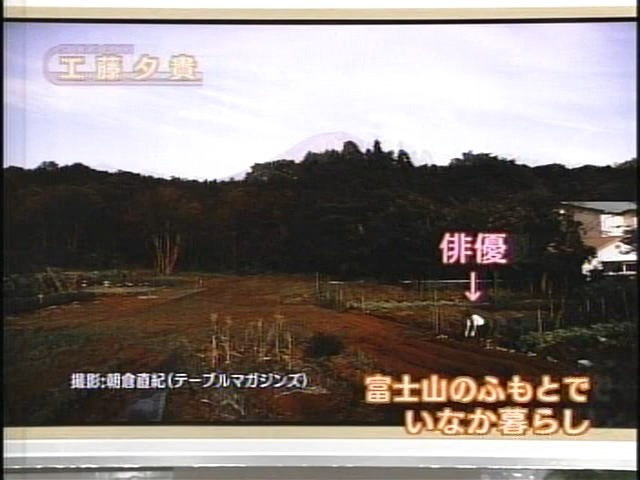 工藤夕貴
俳優
↓
撮影:朝倉直紀(テーブルマガジンズ)
富士山のふもとで
いなか暮らし